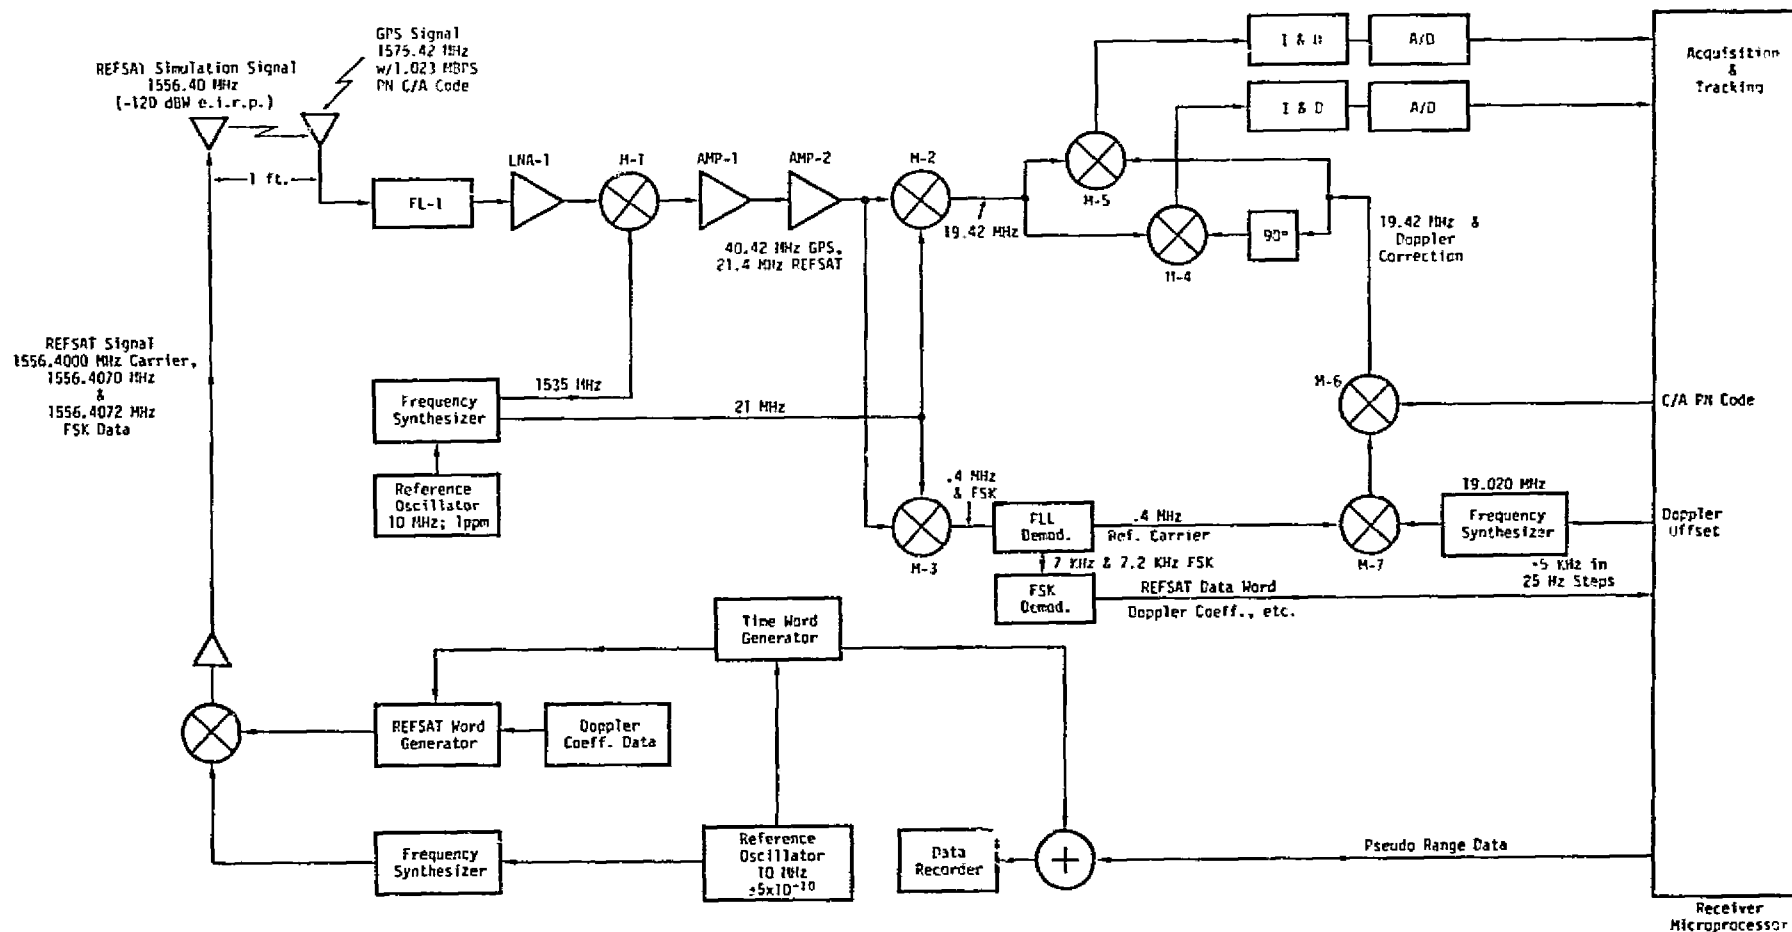 GPS Signal
1575.42 MHz
w/1.023 MBPS
PN C/A Code
REFSAT Simulation Signal
1556.40 MHz
(-120 dBW e.i.r.p.)
1 ft.
FL-1
LNA-1
M-1
AMP-1
AMP-2
M-2
40.42 MHz GPS,
21.4 MHz REFSAT
19.42 MHz
M-5
M-4
90°
I & D
A/D
I & D
A/D
Acquisition
&
Tracking
19.42 MHz &
Doppler
Correction
REFSAT Signal
1556.4000 MHz Carrier,
1556.4070 MHz
&
1556.4072 MHz
FSK Data
Frequency
Synthesizer
1535 MHz
21 MHz
Reference
Oscillator
10 MHz; 1ppm
M-6
C/A PN Code
.4 MHz
& FSK
M-3
Demod.
.4 MHz
Ref. Carrier
M-7
19.020 MHz
Frequency
Synthesizer
Doppler
Offset
5 KHz in
25 Hz Steps
7 KHz & 7.2 KHz FSK
FSK
Demod.
REFSAT Data Word
Doppler Coeff., etc.
Time Word
Generator
REFSAT Word
Generator
Doppler
Coeff. Data
Frequency
Synthesizer
Reference
Oscillator
10 MHz
±5x10⁻¹⁰
Data
Recorder
+
Pseudo Range Data
Receiver
Microprocessor